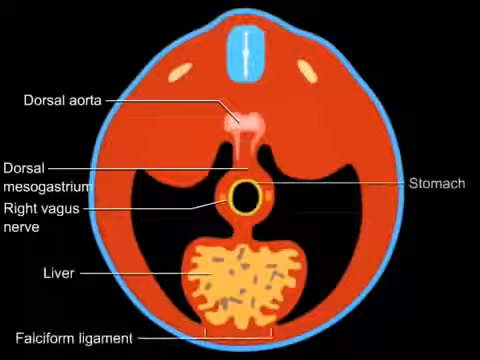 Dorsal aorta
Dorsal
mesogastrium
Stomach
Right vagus
nerve
Liver
Falciform ligament